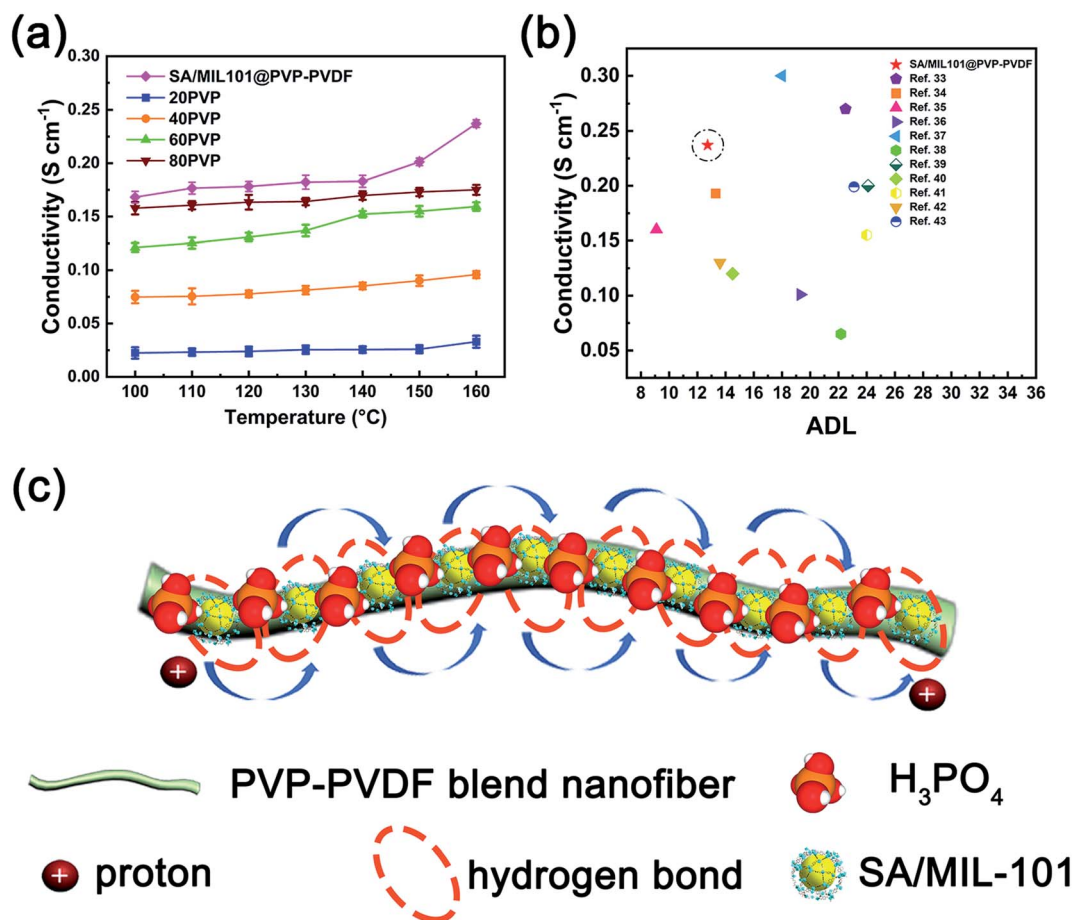 (a)
Conductivity (S cm⁻¹)
0.30
0.25
0.20
0.15
0.10
0.05
0.00
SA/MIL101@PVP-PVDF
20PVP
40PVP
60PVP
80PVP
100 110 120 130 140 150 160
Temperature (°C)
(b)
Conductivity (S cm⁻¹)
0.30
0.25
0.20
0.15
0.10
0.05
SA/MIL101@PVP-PVDF
Ref. 33
Ref. 34
Ref. 35
Ref. 36
Ref. 37
Ref. 38
Ref. 39
Ref. 40
Ref. 41
Ref. 42
Ref. 43
8 10 12 14 16 18 20 22 24 26 28 30 32 34 36
ADL
(c)
+
+
PVP-PVDF blend nanofiber
H₃PO₄
+ proton
hydrogen bond
SA/MIL-101